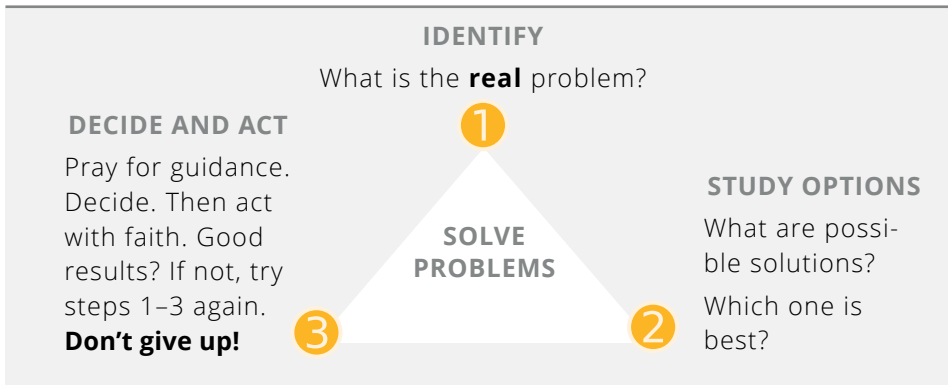 IDENTIFY
What is the real problem?
1
STUDY OPTIONS
What are possi-
ble solutions?
Which one is
best?
2
DECIDE AND ACT
Pray for guidance.
Decide. Then act
with faith. Good
results? If not, try
steps 1–3 again.
Don’t give up!
3
SOLVE
PROBLEMS